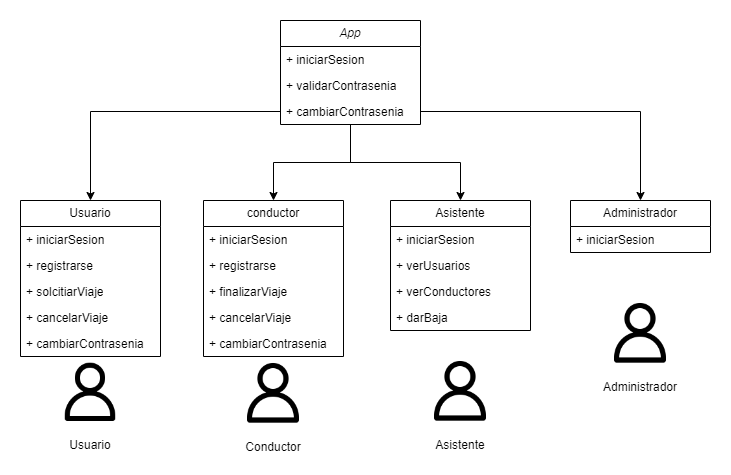 App
+ iniciarSesion
+ validarContrasenia
+ cambiarContrasenia
Usuario
+ iniciarSesion
+ registrarse
+ solcitiarViaje
+ cancelarViaje
+ cambiarContrasenia
conductor
+ iniciarSesion
+ registrarse
+ finalizarViaje
+ cancelarViaje
+ cambiarContrasenia
Asistente
+ iniciarSesion
+ verUsuarios
+ verConductores
+ darBaja
Administrador
+ iniciarSesion
Usuario
Conductor
Asistente
Administrador